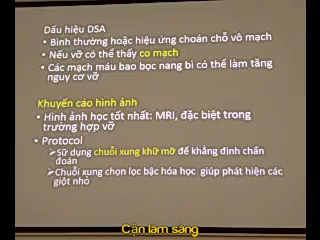 Dấu hiệu DSA
• Bình thường hoặc hiệu ứng choán chỗ vô mạch
• Nếu vỡ có thể thấy co mạch
• Các mạch máu bao bọc nang bì có thể làm tăng
nguy cơ vỡ
Khuyến cáo hình ảnh
• Hình ảnh học tốt nhất: MRI, đặc biệt trong
trường hợp vỡ
• Protocol
➢Sử dụng chuỗi xung khử mỡ để khẳng định chẩn
đoán
➢Chuỗi xung chọn lọc bậc hóa học giúp phát hiện các
giọt nhỏ
Cận lâm sàng